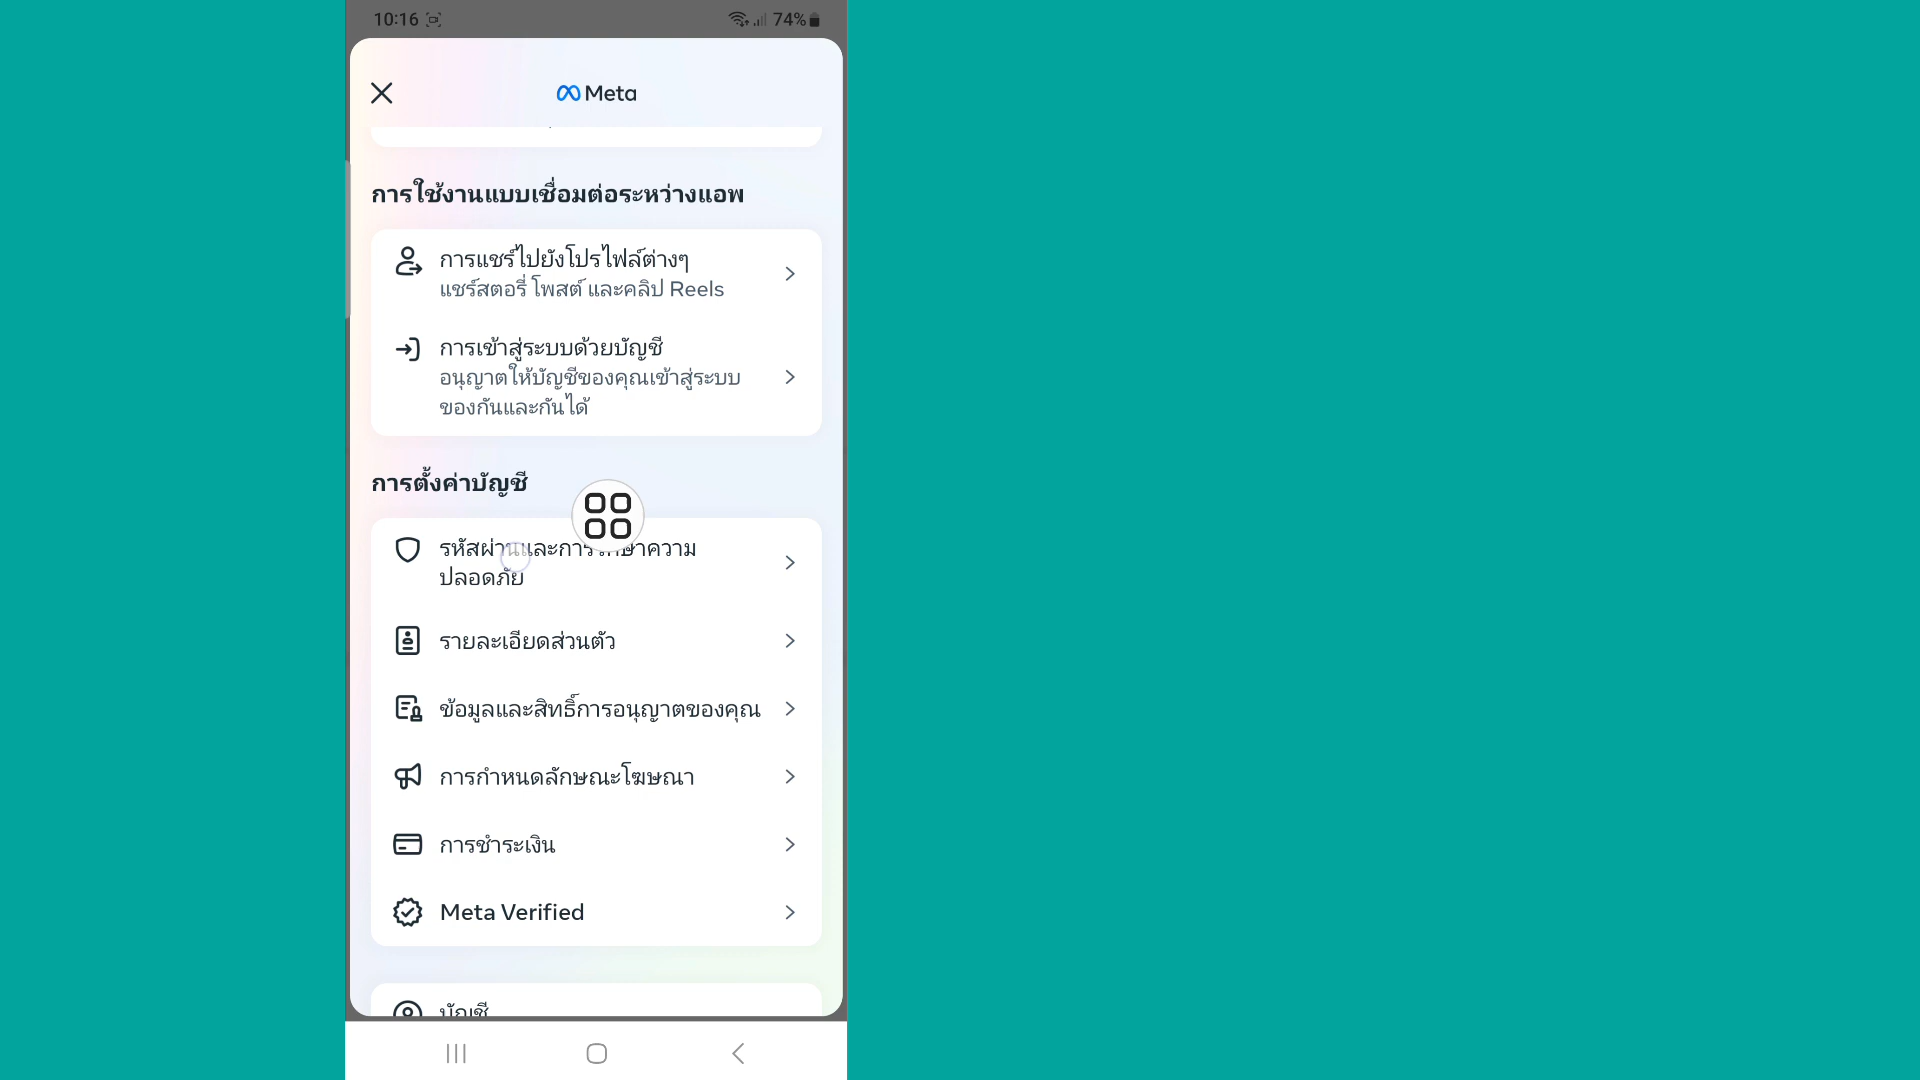 10:16
74%
Meta
การใช้งานแบบเชื่อมต่อระหว่างแอพ
การแชร์ไปยังโปรไฟล์ต่างๆ
แชร์สตอรี่ โพสต์ และคลิป Reels
การเข้าสู่ระบบด้วยบัญชี
อนุญาตให้บัญชีของคุณเข้าสู่ระบบ
ของกันและกันได้
การตั้งค่าบัญชี
รหัสผ่านและการรักษาความ
ปลอดภัย
รายละเอียดส่วนตัว
ข้อมูลและสิทธิ์การอนุญาตของคุณ
การกำหนดลักษณะโฆษณา
การชำระเงิน
Meta Verified
บัญชี